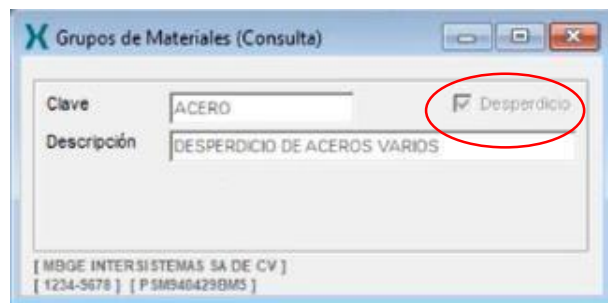 Grupos de Materiales (Consulta)
Clave ACERO Desperdicio
Descripción DESPERDICIO DE ACEROS VARIOS
[ MBGE INTERSISTEMAS SA DE CV ]
[ 1234-5678 ] [ PSM940429BM5 ]